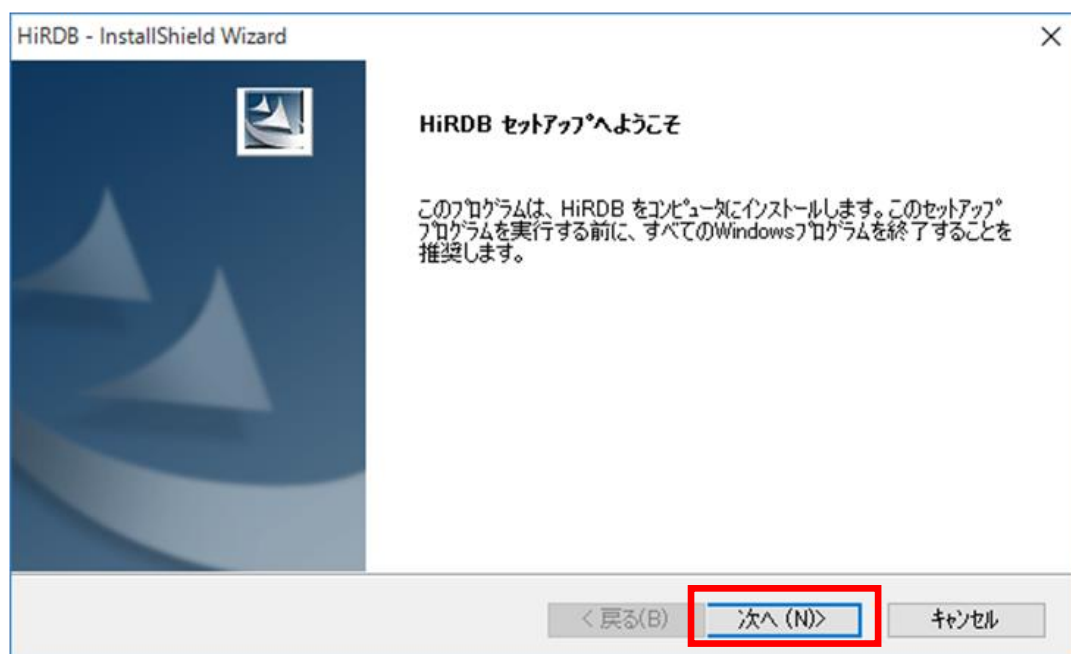 HiRDB - InstallShield Wizard
HiRDB セットアップへようこそ
このプログラムは、HiRDB をコンピュータにインストールします。このセットアップ
プログラムを実行する前に、すべてのWindowsプログラムを終了することを
推奨します。
< 戻る(B)
次へ (N)>
キャンセル